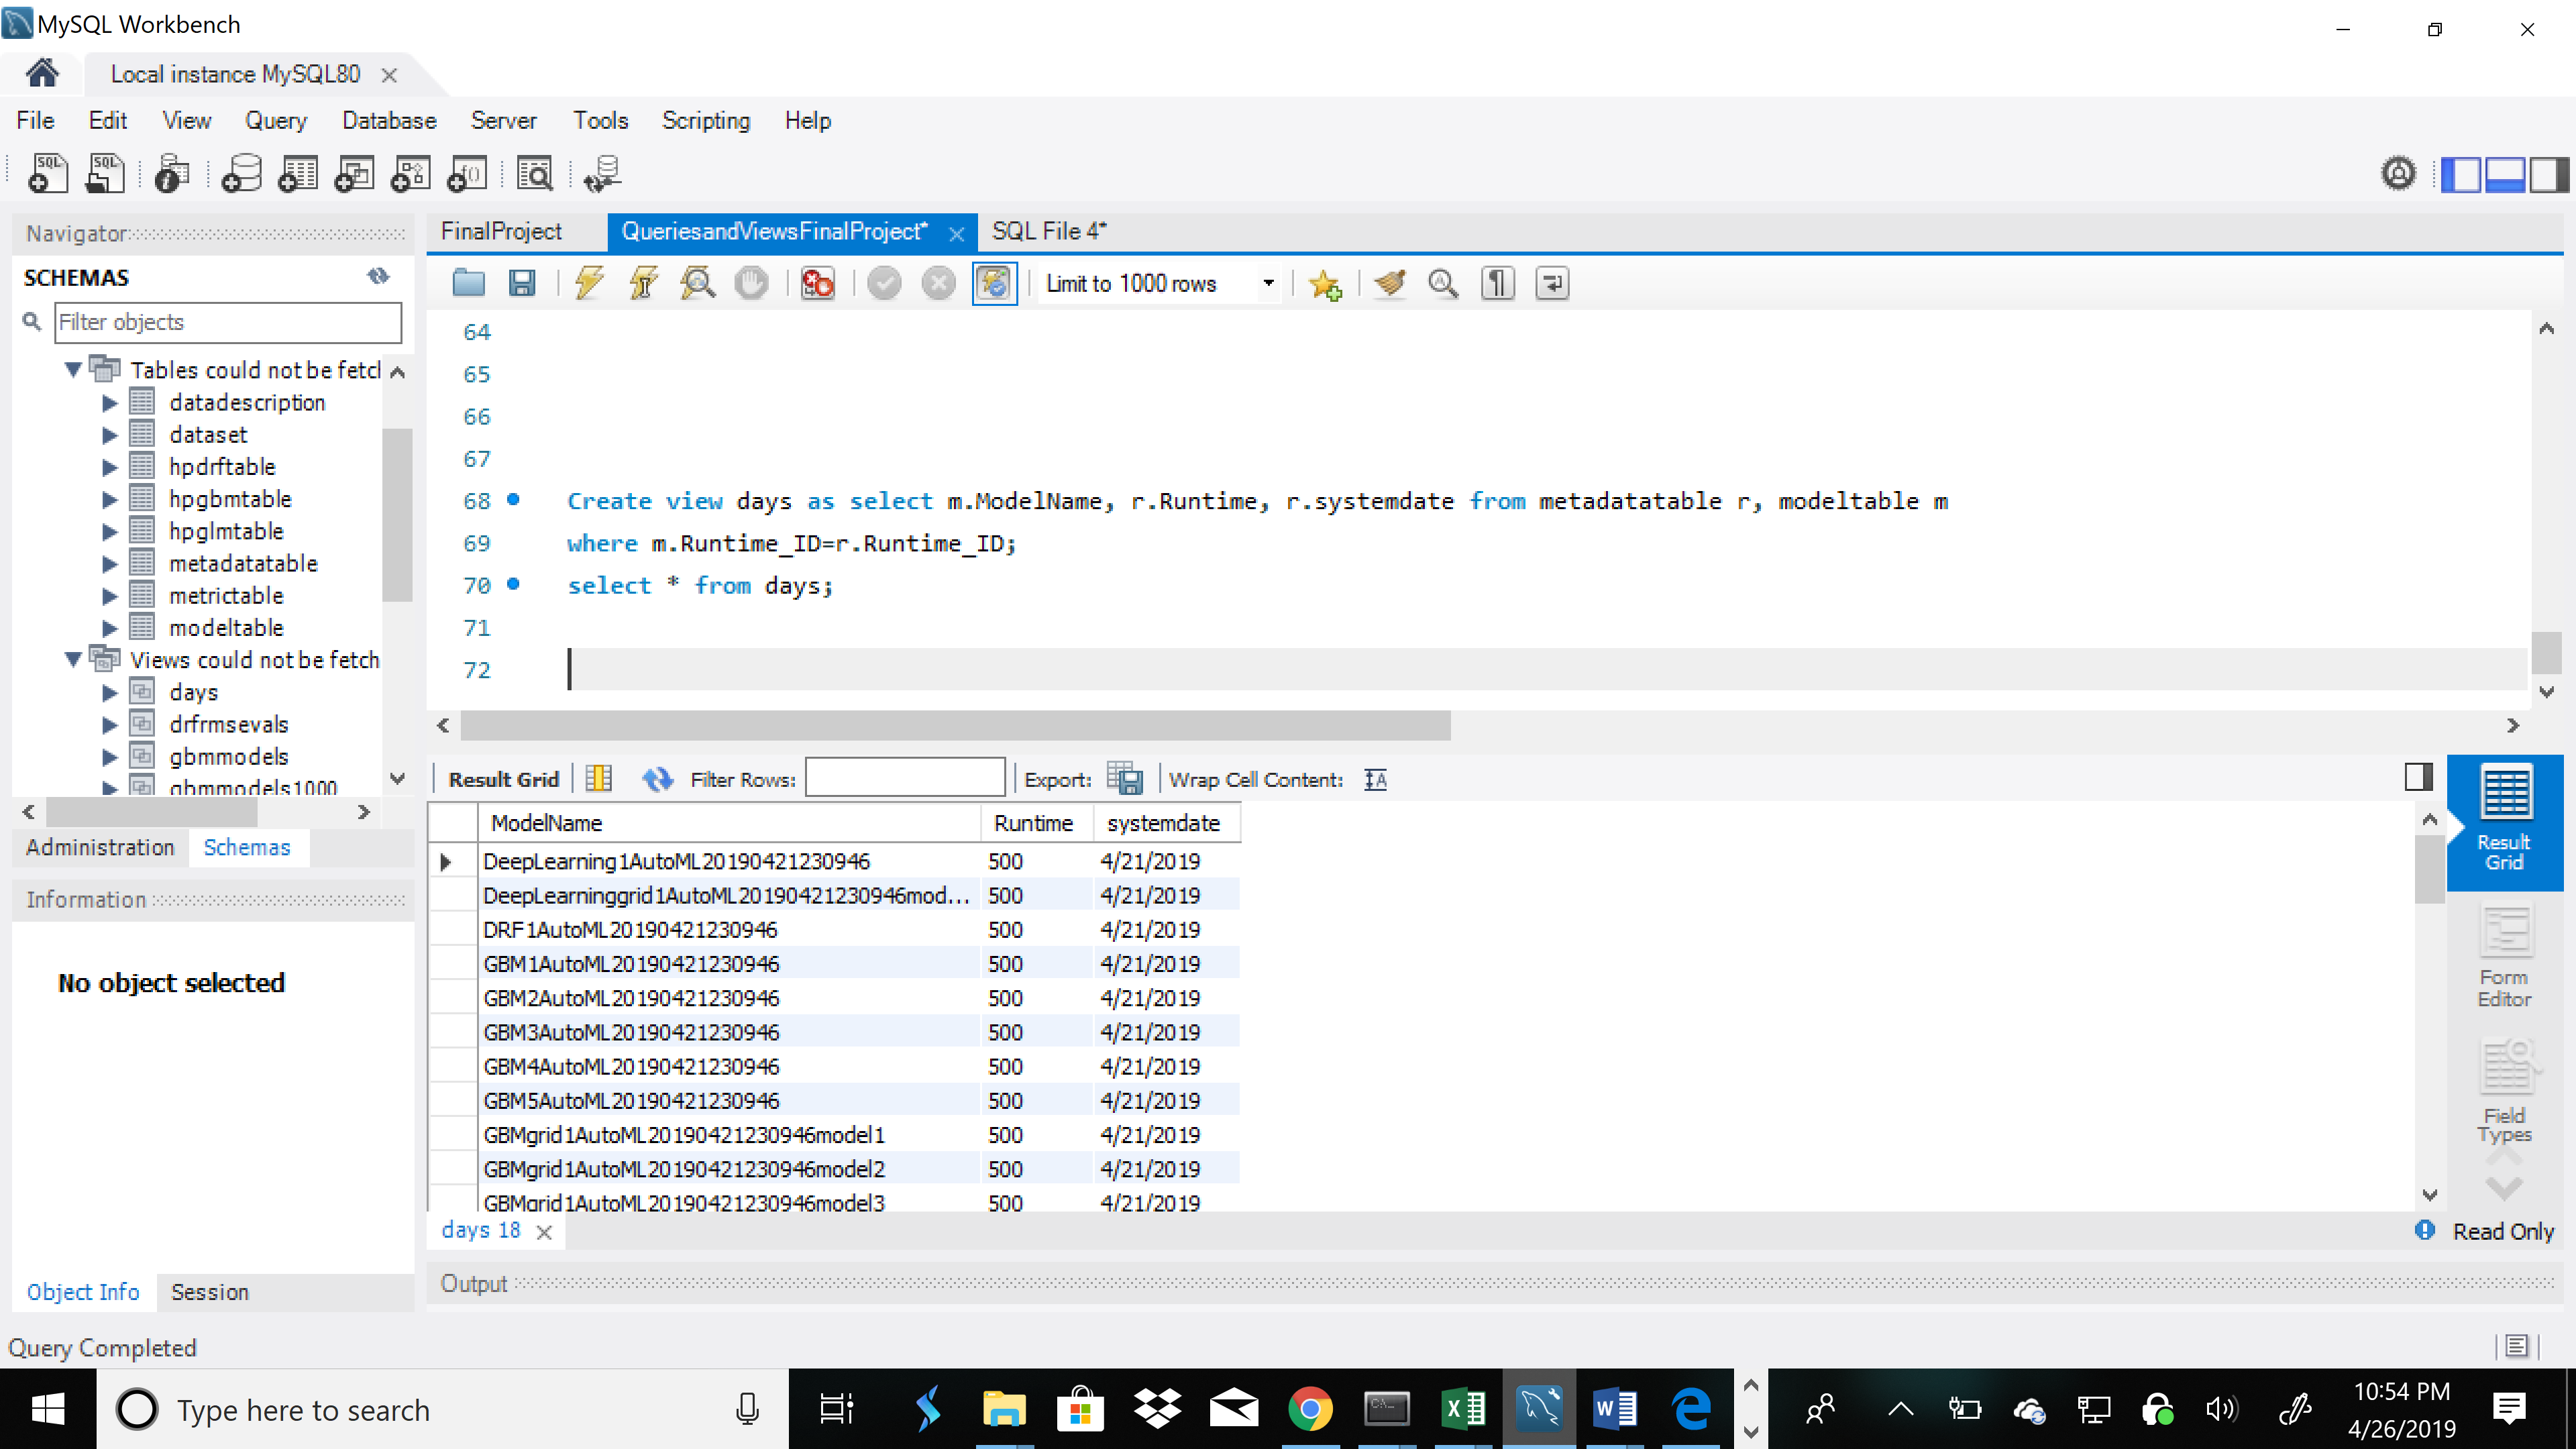 MySQL Workbench
Local instance MySQL80
File Edit View Query Database Server Tools Scripting Help
Navigator
SCHEMAS
Filter objects
Tables could not be fetch
datadescription
dataset
hpdrftable
hpgbmtable
hpglmtable
metadatatable
metrictable
modeltable
Views could not be fetch
days
drfrmsevals
gbmmodels
gbmmodels1000
Administration Schemas
Information
No object selected
Object Info Session
FinalProject QueriesandViewsFinalProject* SQL File 4*
Limit to 1000 rows
64
65
66
67
68 Create view days as select m.ModelName, r.Runtime, r.systemdate from metadatatable r, modeltable m
69 where m.Runtime_ID=r.Runtime_ID;
70 select * from days;
71
72
Result Grid Filter Rows: Export: Wrap Cell Content:
ModelName Runtime systemdate
DeepLearning1AutoML20190421230946 500 4/21/2019
DeepLearninggrid1AutoML20190421230946mod... 500 4/21/2019
DRF1AutoML20190421230946 500 4/21/2019
GBM1AutoML20190421230946 500 4/21/2019
GBM2AutoML20190421230946 500 4/21/2019
GBM3AutoML20190421230946 500 4/21/2019
GBM4AutoML20190421230946 500 4/21/2019
GBM5AutoML20190421230946 500 4/21/2019
GBMgrid1AutoML20190421230946model1 500 4/21/2019
GBMgrid1AutoML20190421230946model2 500 4/21/2019
GBMgrid1AutoML20190421230946model3 500 4/21/2019
Result
Grid
Form
Editor
Field
Types
days 18
Read Only
Output
Query Completed
Type here to search
10:54 PM
4/26/2019